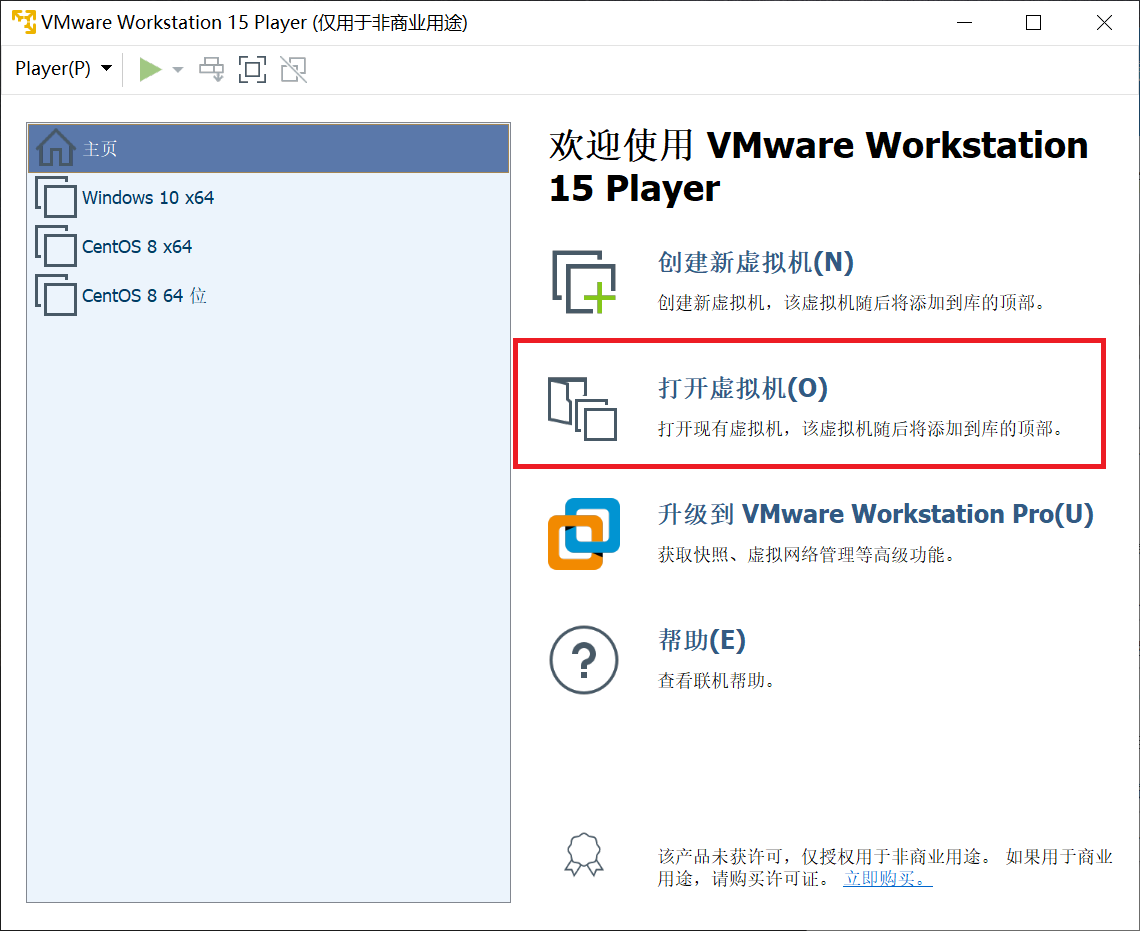 VMware Workstation 15 Player (仅用于非商业用途)
Player(P)
主页
Windows 10 x64
CentOS 8 x64
CentOS 8 64 位
欢迎使用 VMware Workstation
15 Player
创建新虚拟机(N)
创建新虚拟机，该虚拟机随后将添加到库的顶部。
打开虚拟机(O)
打开现有虚拟机，该虚拟机随后将添加到库的顶部。
升级到 VMware Workstation Pro(U)
获取快照、虚拟网络管理等高级功能。
帮助(E)
查看联机帮助。
该产品未获许可，仅授权用于非商业用途。 如果用于商业
用途，请购买许可证。 立即购买。